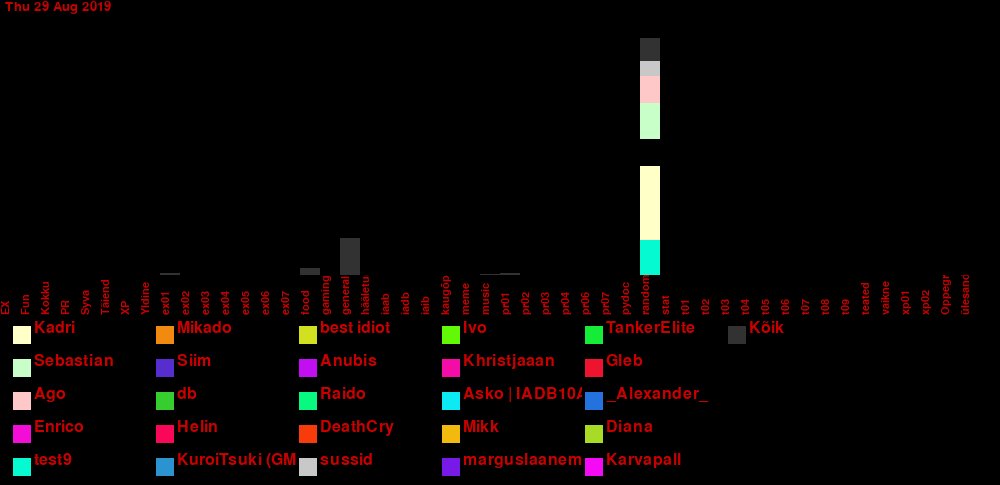 Thu 29 Aug 2019
EX Fun Kokku PR Syva Täiend XP Yldine ex01 ex02 ex03 ex04 ex05 ex06 ex07 food gaming general hääletu iaab iadb iaib kaugõp meme music pr01 pr02 pr03 pr04 pr06 pr07 pydoc random stat t01 t02 t03 t04 t05 t06 t07 t08 t09 teated vaikne xp01 xp02 Õppegr ülesand
Kadri Mikado best idiot Ivo TankerElite Kõik
Sebastian Siim Anubis Khristjaaan Gleb
Ago db Raido Asko | IADB10A _Alexander_
Enrico Helin DeathCry Mikk Diana
test9 KuroiTsuki (GM sussid marguslaanem Karvapall